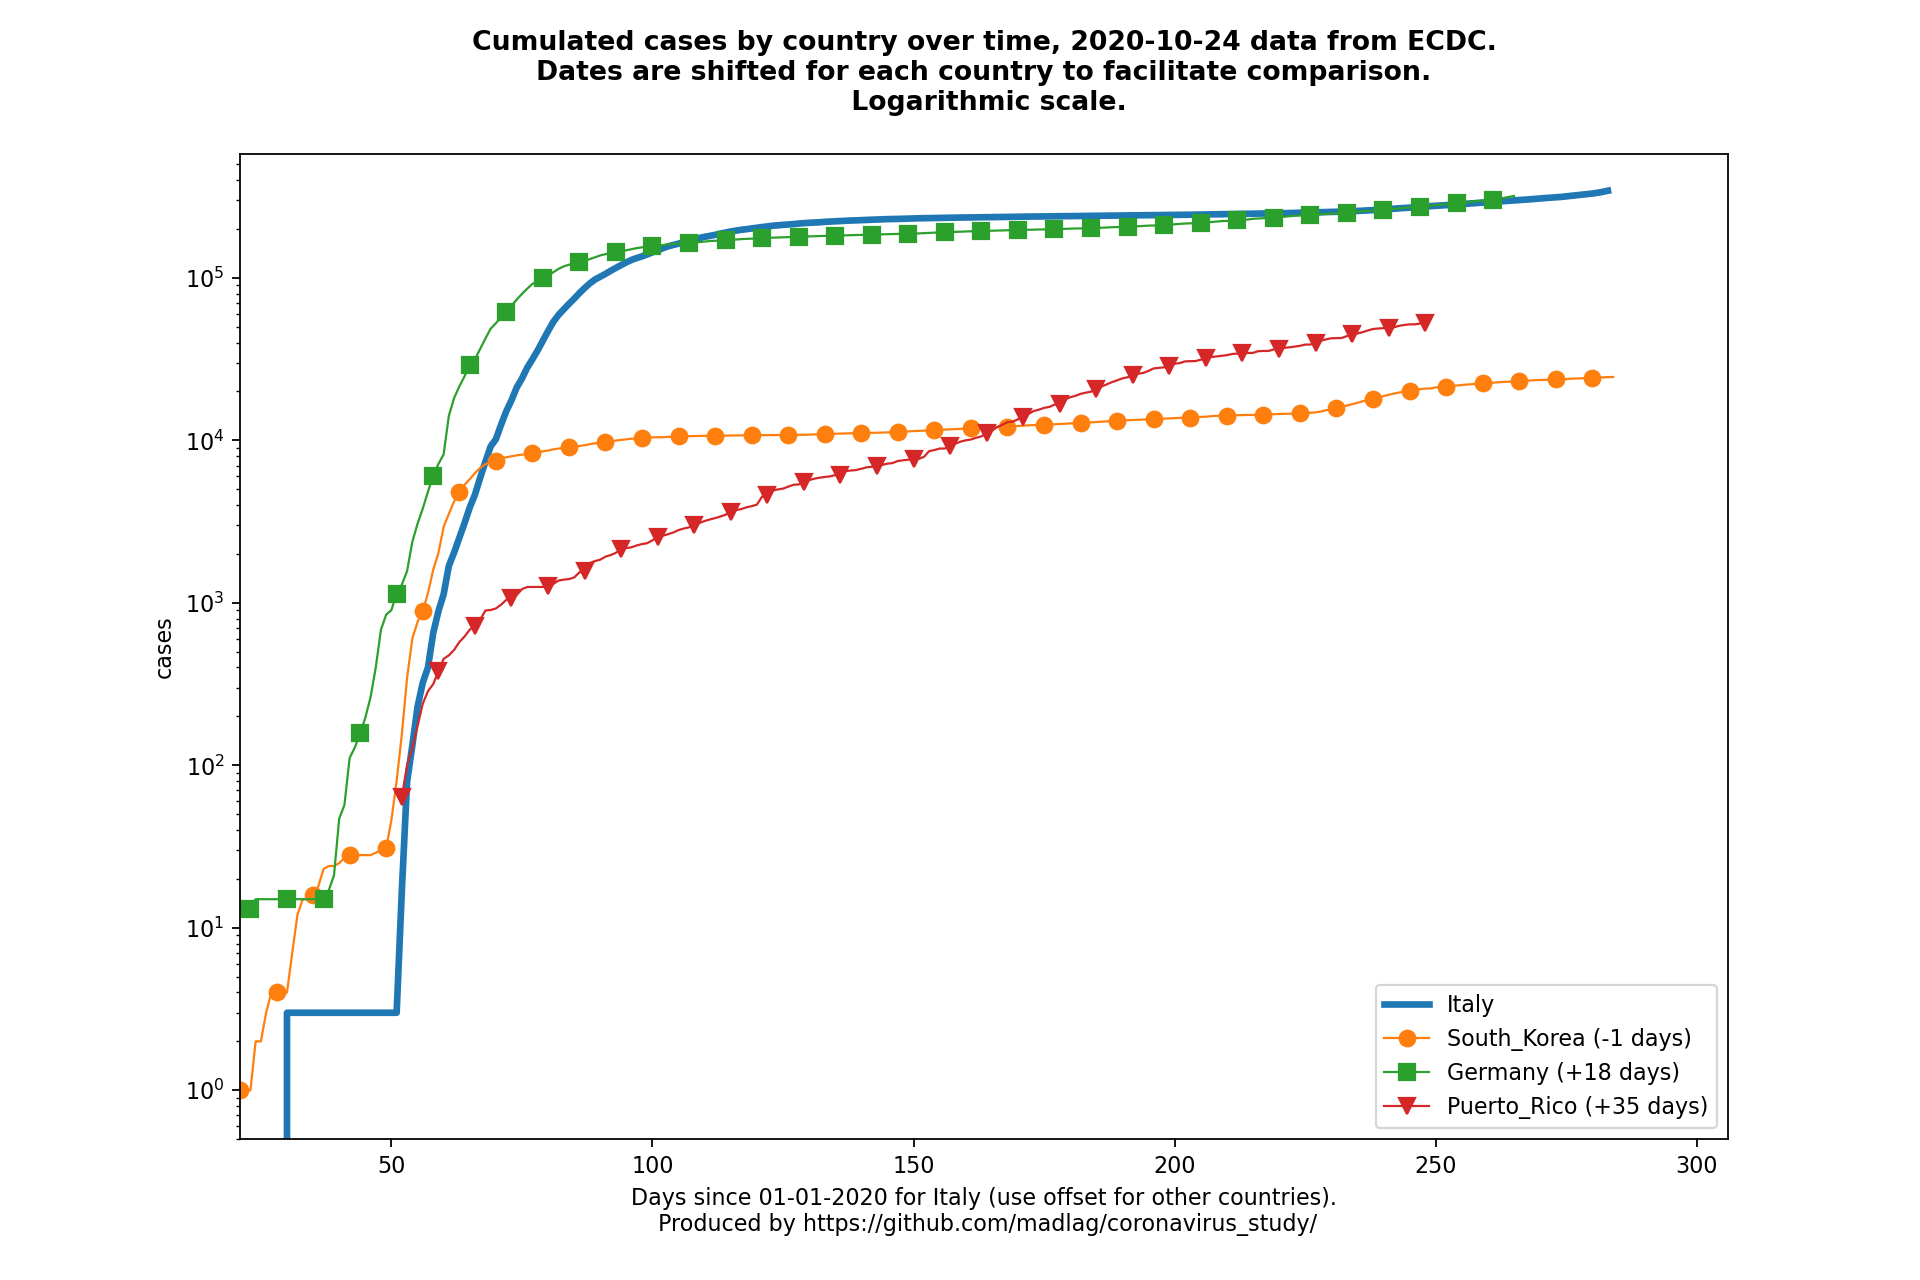 Cumulated cases by country over time, 2020-10-24 data from ECDC.
Dates are shifted for each country to facilitate comparison.
Logarithmic scale.
10^5
10^4
10^3
10^2
10^1
10^0
cases
50 100 150 200 250 300
Italy
South_Korea (-1 days)
Germany (+18 days)
Puerto_Rico (+35 days)
Days since 01-01-2020 for Italy (use offset for other countries).
Produced by https://github.com/madlag/coronavirus_study/